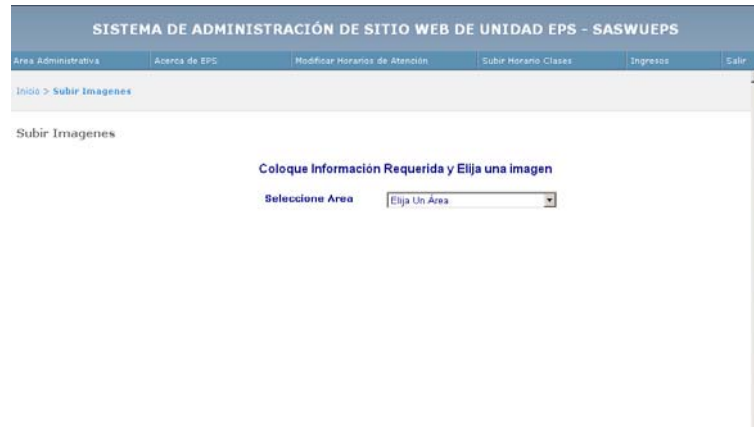 SISTEMA DE ADMINISTRACIÓN DE SITIO WEB DE UNIDAD EPS - SASWUEPS
Area Administrativa Acerca de EPS Modificar Horarios de Atención Subir Horario Clases Ingresos Salir
Inicio > Subir Imagenes
Subir Imagenes
Coloque Información Requerida y Elija una imagen
Seleccione Area Elija Un Área